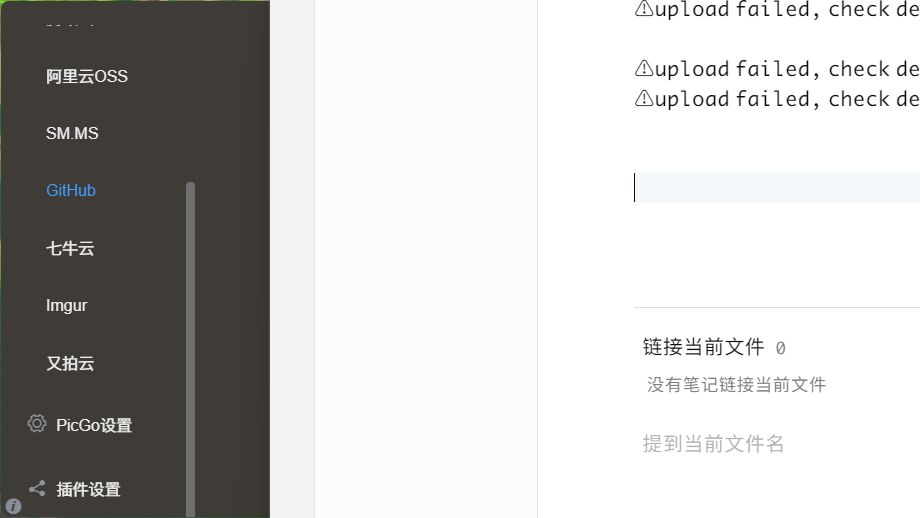 阿里云OSS
SM.MS
GitHub
七牛云
Imgur
又拍云
PicGo设置
插件设置
⚠upload failed, check de
⚠upload failed, check de
⚠upload failed, check de
链接当前文件 0
没有笔记链接当前文件
提到当前文件名